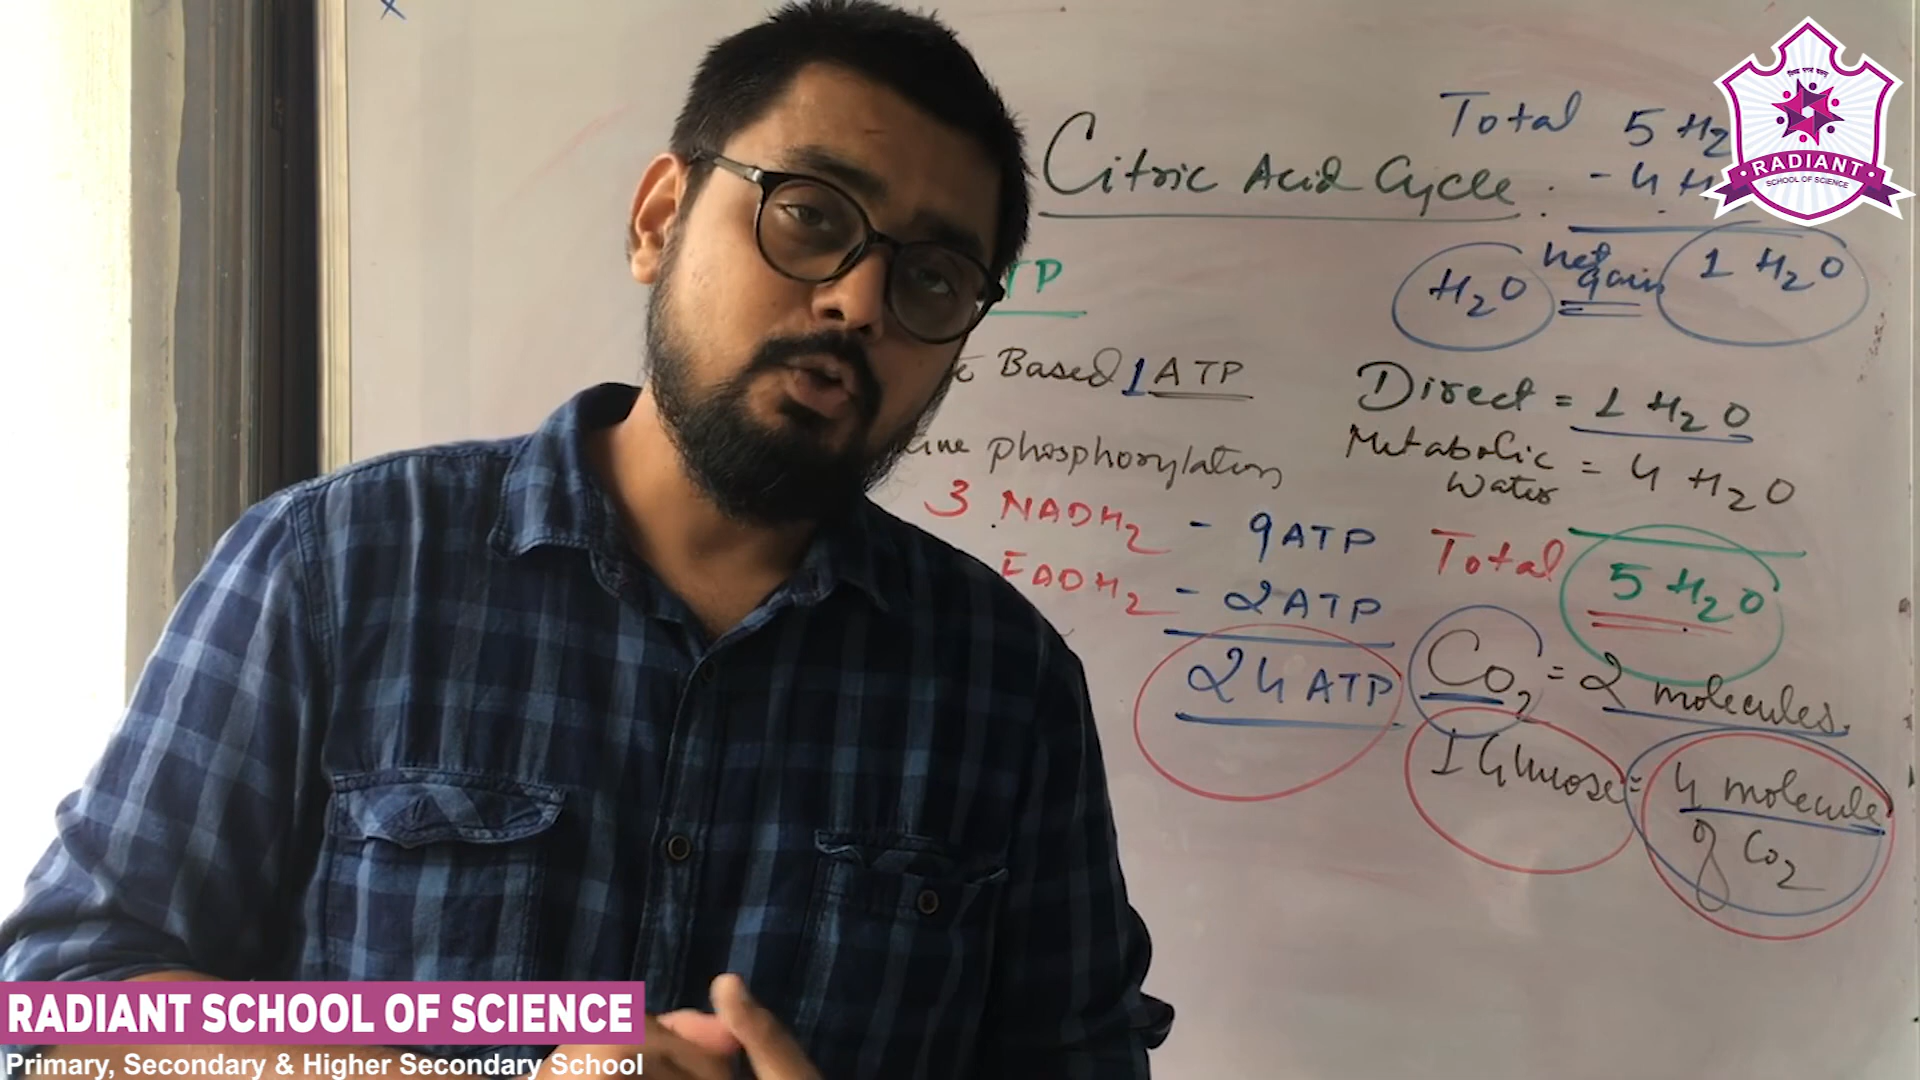 Total 5 H2
Citric Acid Cycle. - 4 H
H2O Net gain 1 H2O
TP
Based 1 ATP
Direct = 1 H2O
phosphorylation
Metabolic Water = 4 H2O
3 NADH2 - 9 ATP
Total 5 H2O
FADH2 - 2 ATP
24 ATP
CO2 = 2 molecules.
1 Glucose = 4 molecule
of CO2
RADIANT
SCHOOL OF SCIENCE
RADIANT SCHOOL OF SCIENCE
Primary, Secondary & Higher Secondary School